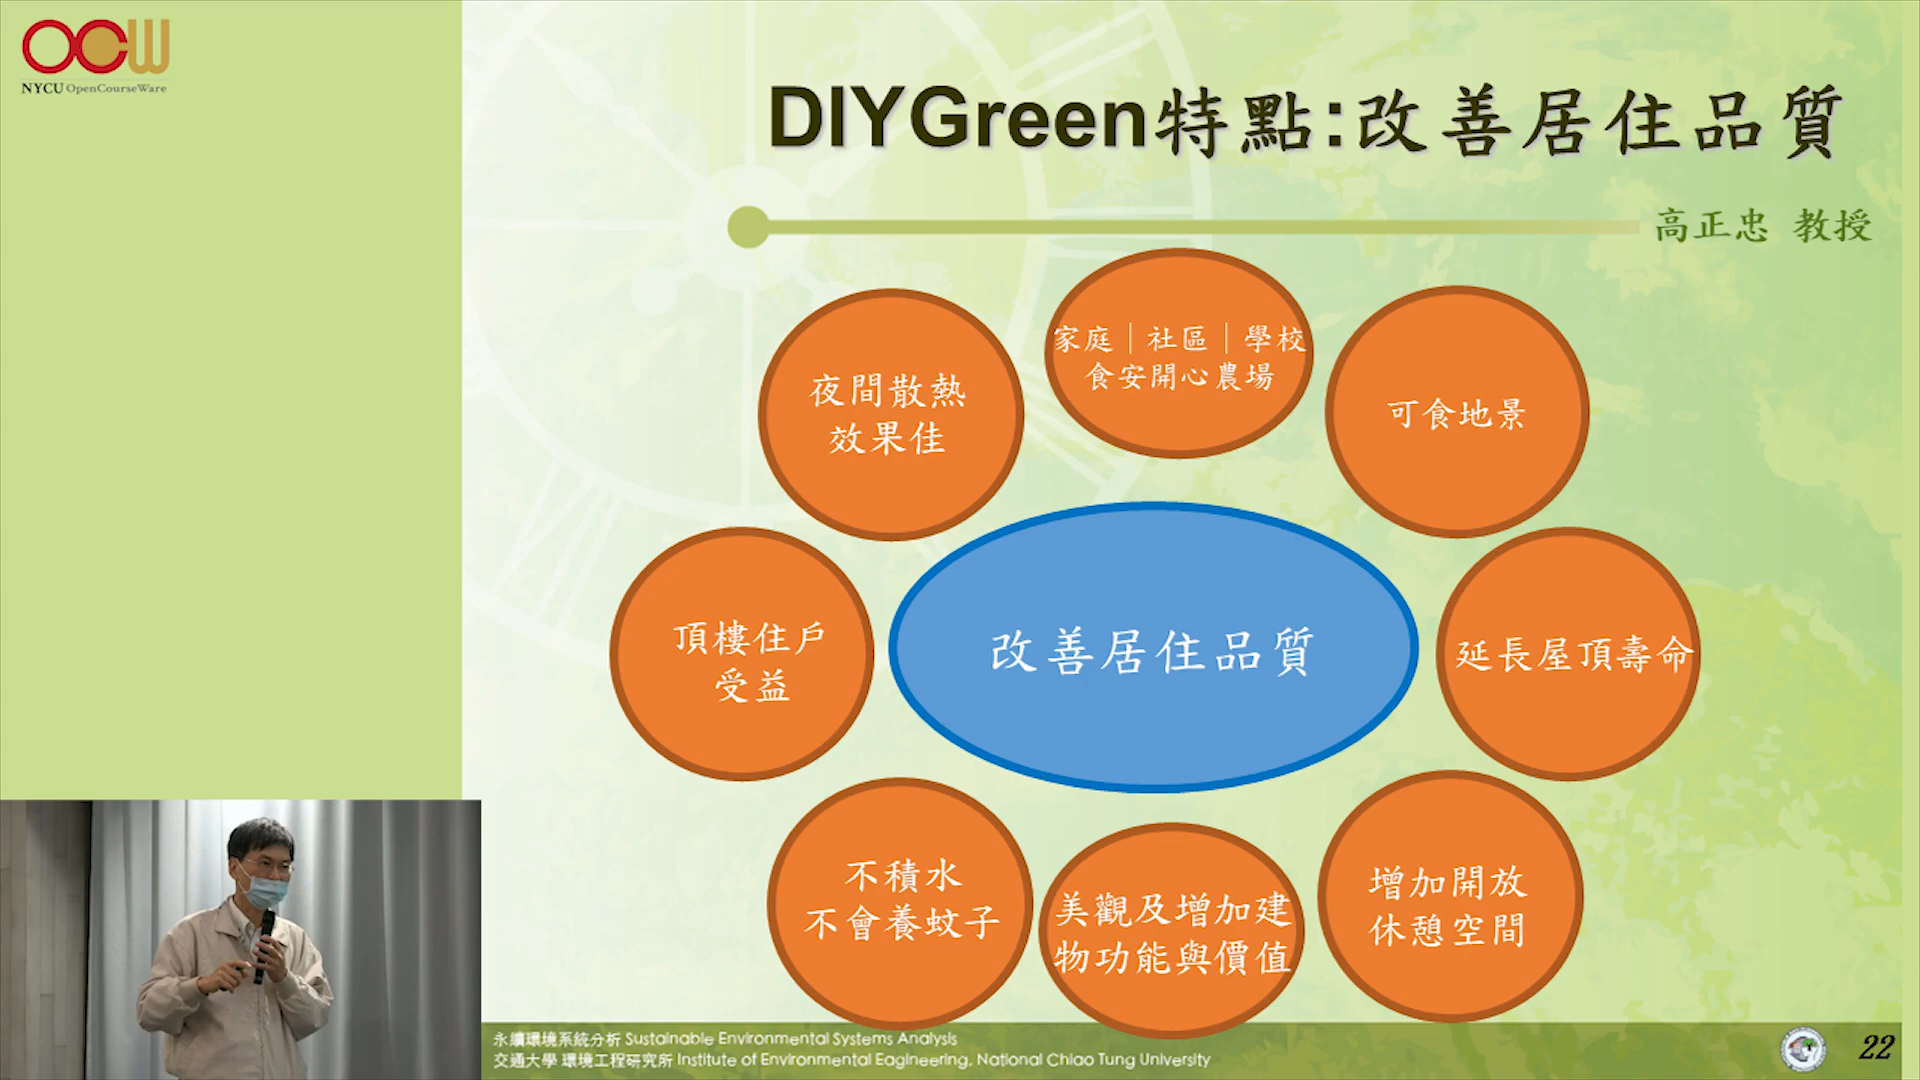 OCW
NYCU OpenCourseWare
DIYGreen特點:改善居住品質
高正忠 教授
家庭｜社區｜學校
食安開心農場
夜間散熱
效果佳
可食地景
頂樓住戶
受益
改善居住品質
延長屋頂壽命
不積水
不會養蚊子
美觀及增加建
物功能與價值
增加開放
休憩空間
永續環境系統分析 Sustainable Environmental Systems Analysis
交通大學 環境工程研究所 Institute of Environmental Eagineering, National Chiao Tung University
22